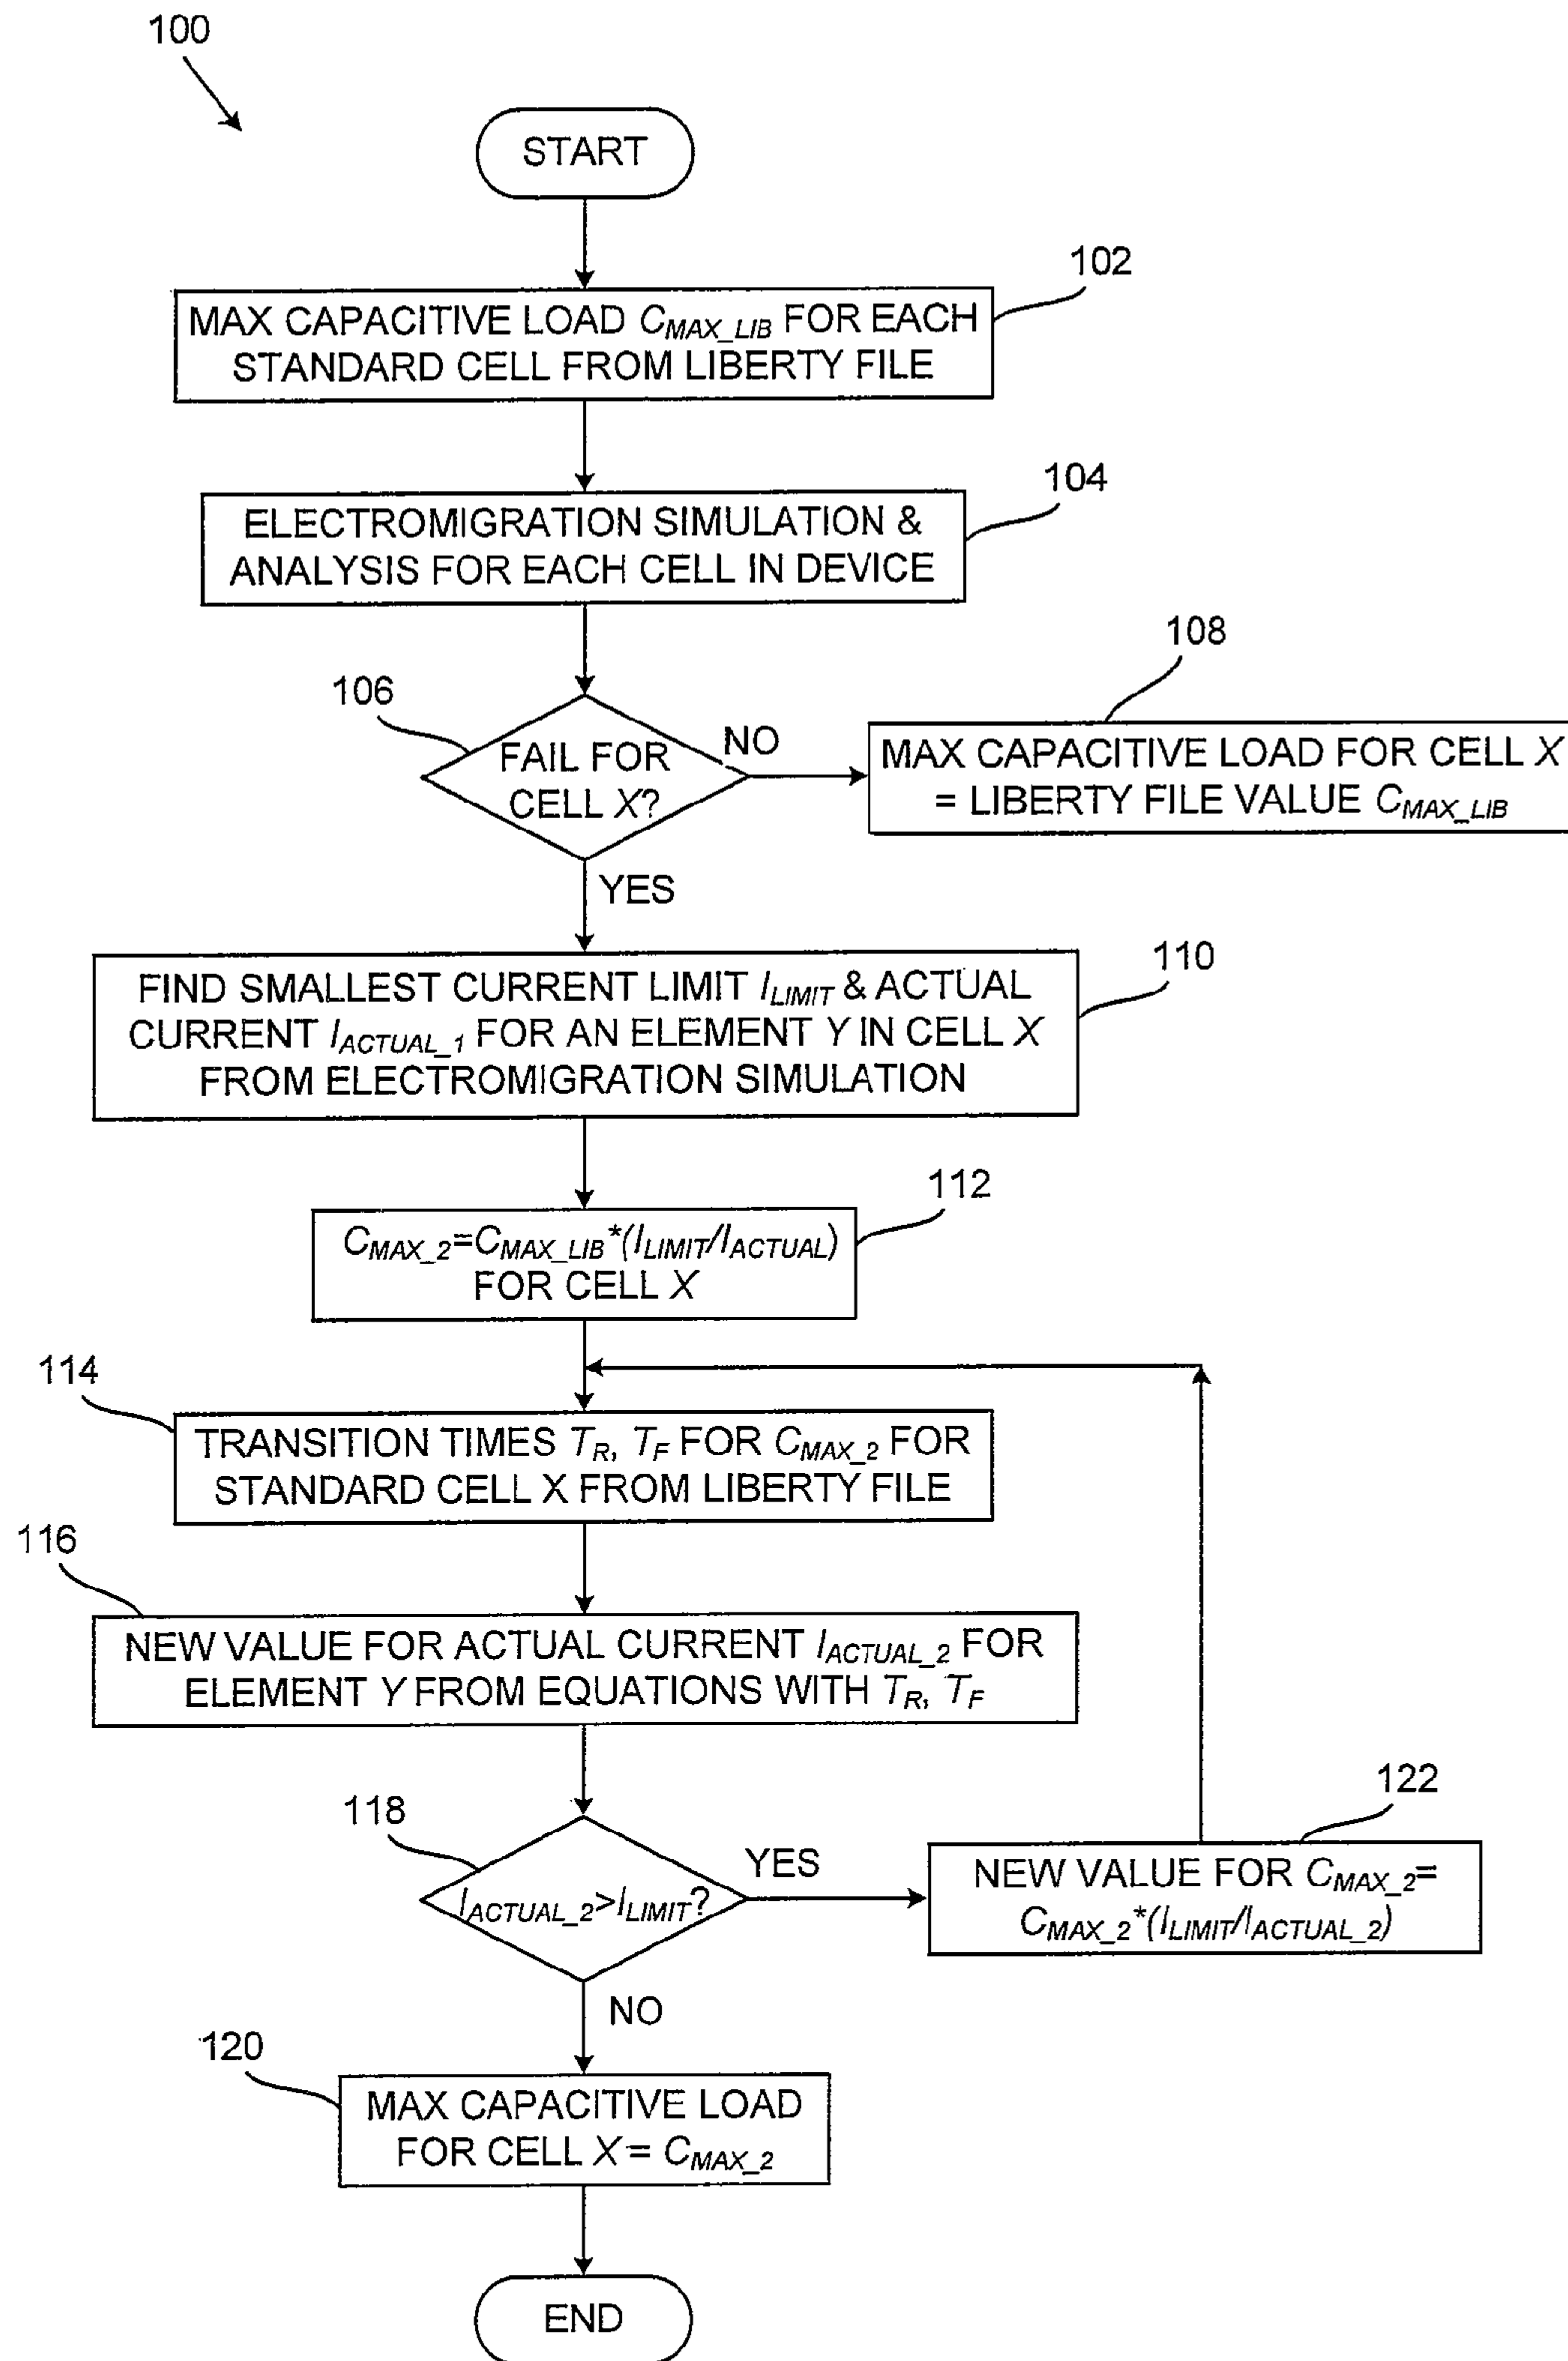 100
START
102
MAX CAPACITIVE LOAD C_MAX_LIB FOR EACH
STANDARD CELL FROM LIBERTY FILE
104
ELECTROMIGRATION SIMULATION &
ANALYSIS FOR EACH CELL IN DEVICE
106
FAIL FOR
CELL X?
NO
108
MAX CAPACITIVE LOAD FOR CELL X
= LIBERTY FILE VALUE C_MAX_LIB
YES
110
FIND SMALLEST CURRENT LIMIT I_LIMIT & ACTUAL
CURRENT I_ACTUAL_1 FOR AN ELEMENT Y IN CELL X
FROM ELECTROMIGRATION SIMULATION
112
C_MAX_2=C_MAX_LIB*(I_LIMIT/I_ACTUAL)
FOR CELL X
114
TRANSITION TIMES T_R, T_F FOR C_MAX_2 FOR
STANDARD CELL X FROM LIBERTY FILE
116
NEW VALUE FOR ACTUAL CURRENT I_ACTUAL_2 FOR
ELEMENT Y FROM EQUATIONS WITH T_R, T_F
118
I_ACTUAL_2>I_LIMIT?
YES
122
NEW VALUE FOR C_MAX_2=
C_MAX_2*(I_LIMIT/I_ACTUAL_2)
NO
120
MAX CAPACITIVE LOAD
FOR CELL X = C_MAX_2
END